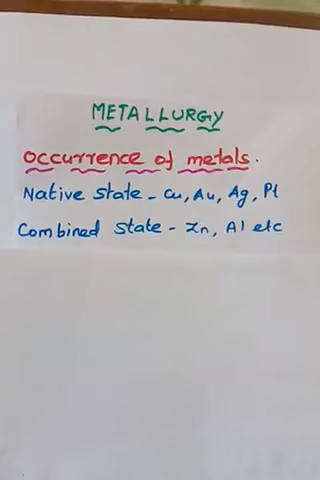 METALLURGY
Occurrence of metals.
Native State - Cu, Au, Ag, Pt
Combined State - Zn, Al etc